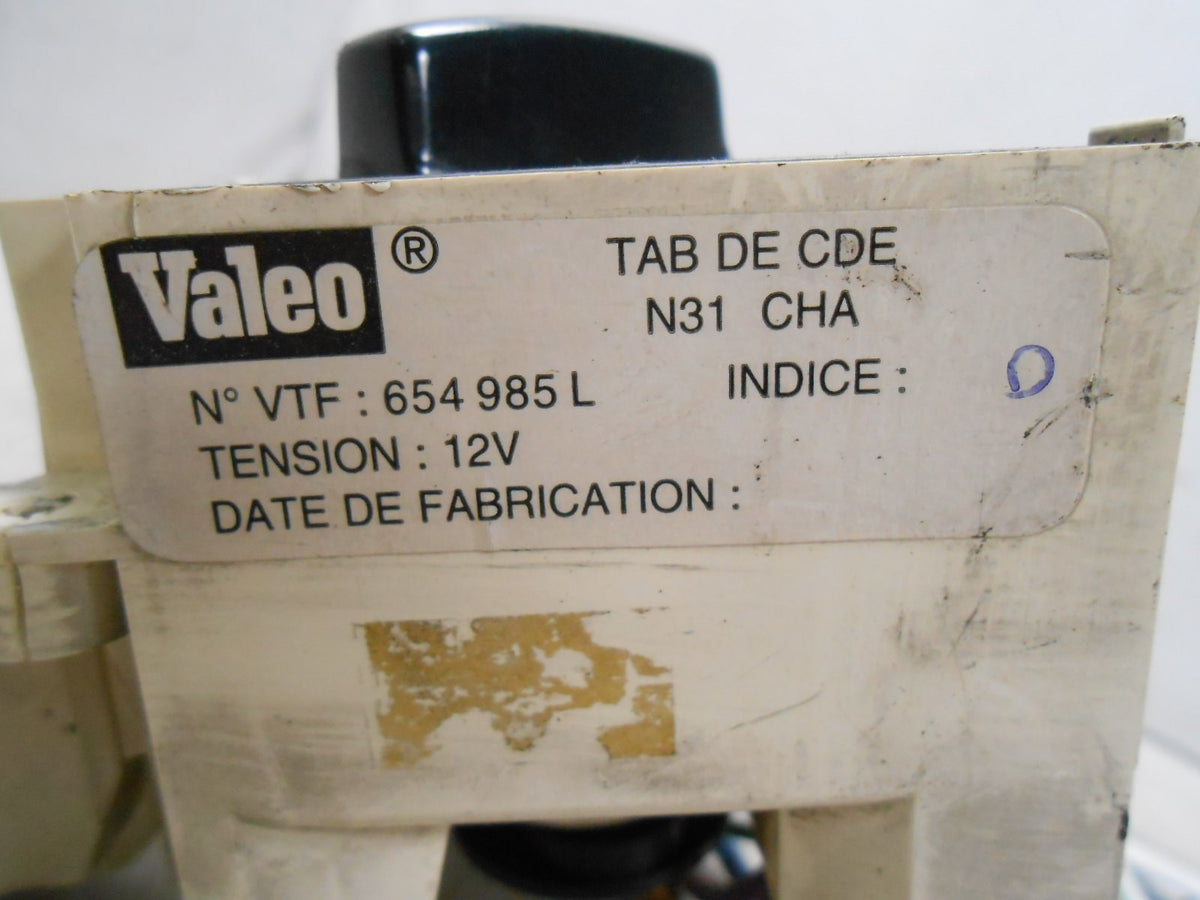 Valeo ®
TAB DE CDE
N31 CHA
N° VTF : 654 985 L
INDICE : D
TENSION : 12V
DATE DE FABRICATION :